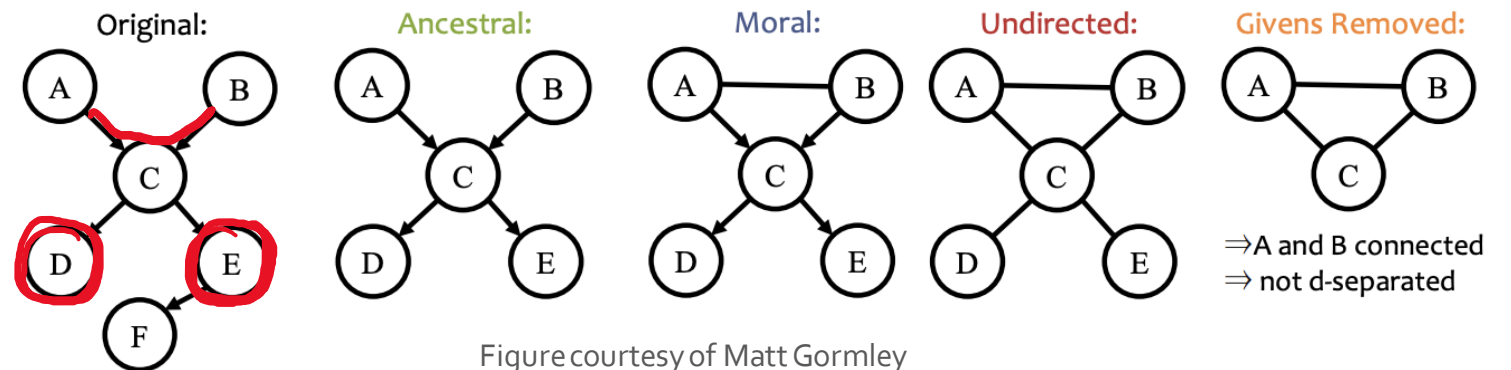 Original: Ancestral: Moral: Undirected: Givens Removed:
A B A B A B A B A B
C C C C C
D E D E D E D E
⇒A and B connected
⇒ not d-separated
F
Figure courtesy of Matt Gormley